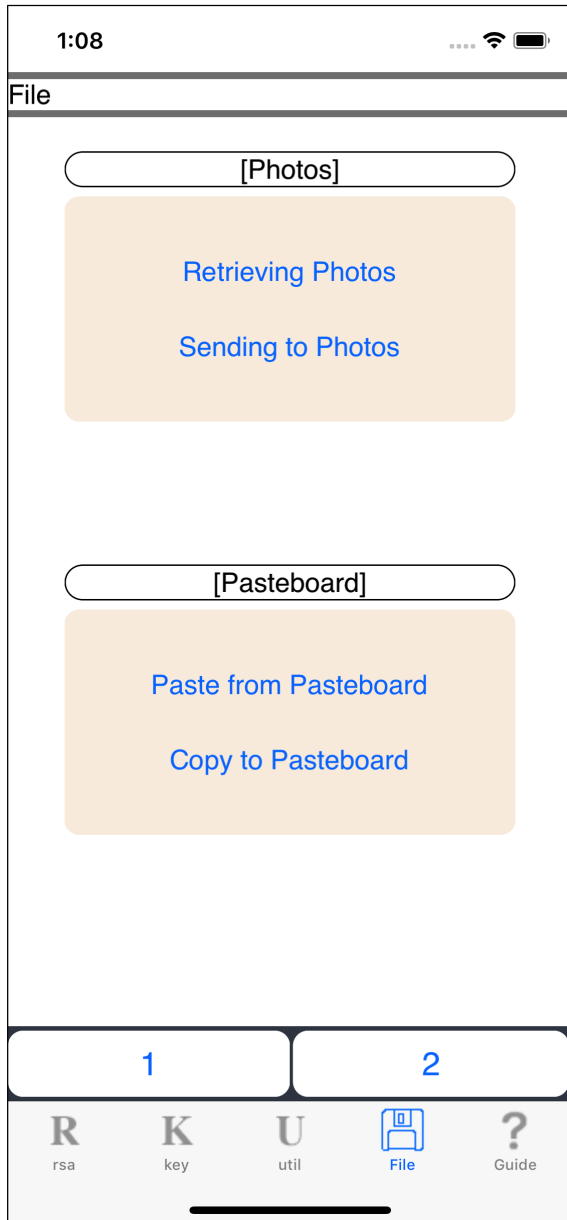 1:08
File
[Photos]
Retrieving Photos
Sending to Photos
[Pasteboard]
Paste from Pasteboard
Copy to Pasteboard
1 2
R K U ?
rsa key util File Guide